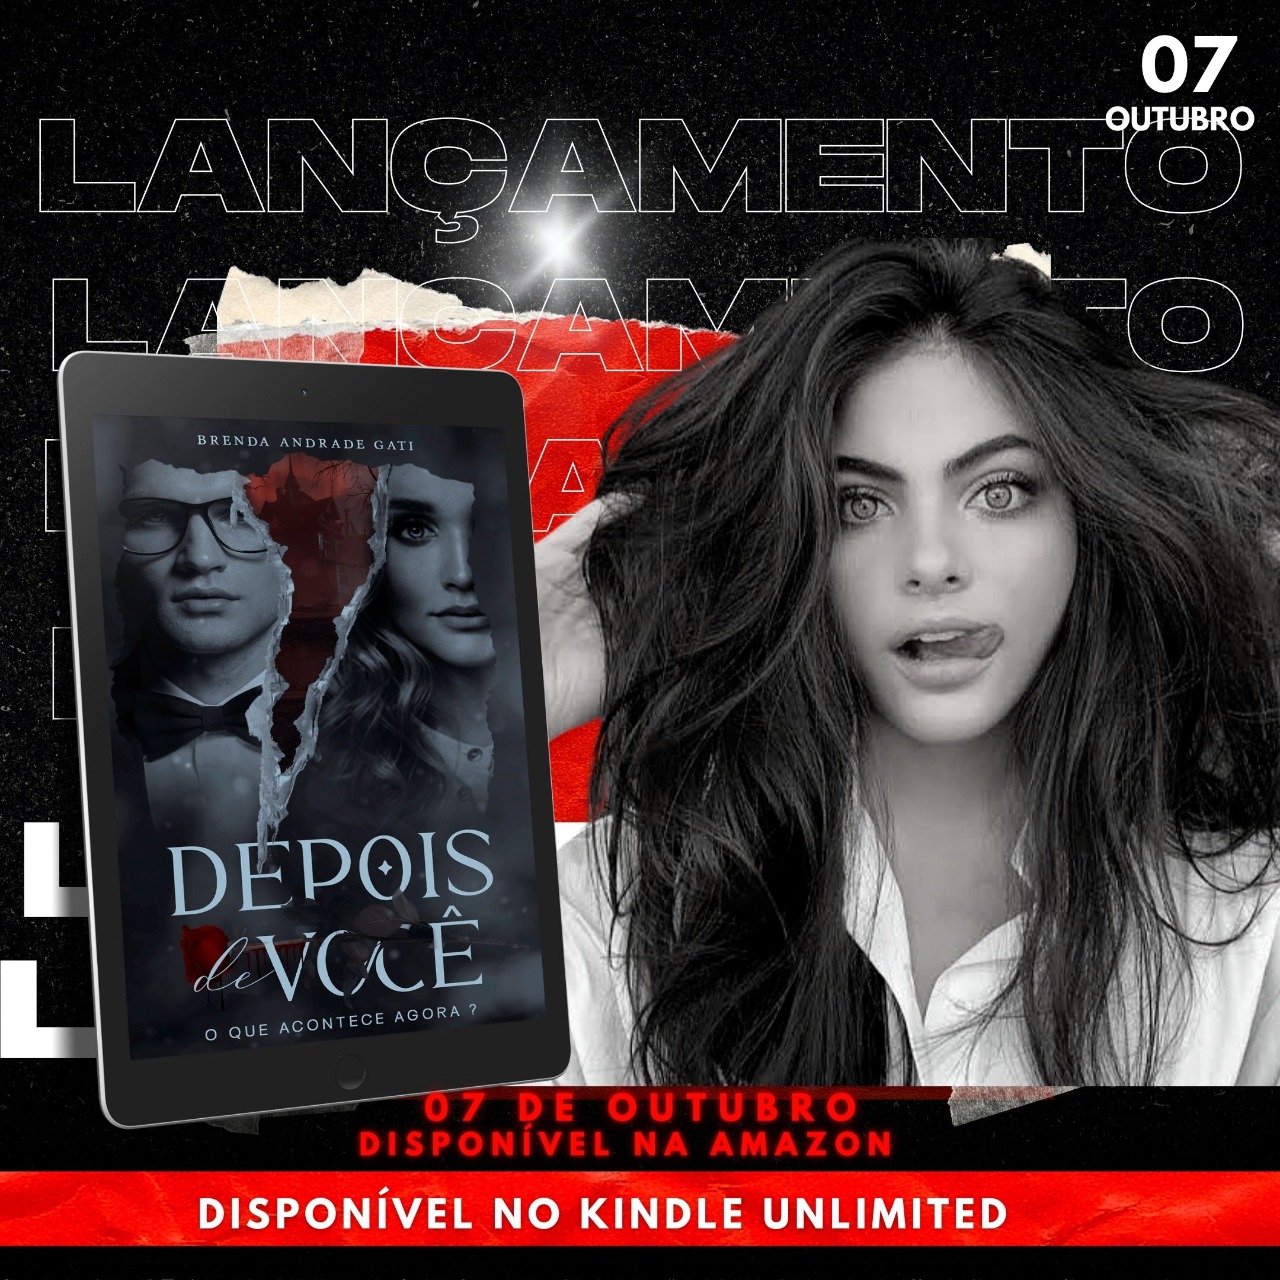 07
OUTUBRO
LANÇAMENTO
LANÇAMENTO
BRENDA ANDRADE GATI
DEPOIS
de VOCÊ
O QUE ACONTECE AGORA ?
07 DE OUTUBRO
DISPONÍVEL NA AMAZON
DISPONÍVEL NO KINDLE UNLIMITED